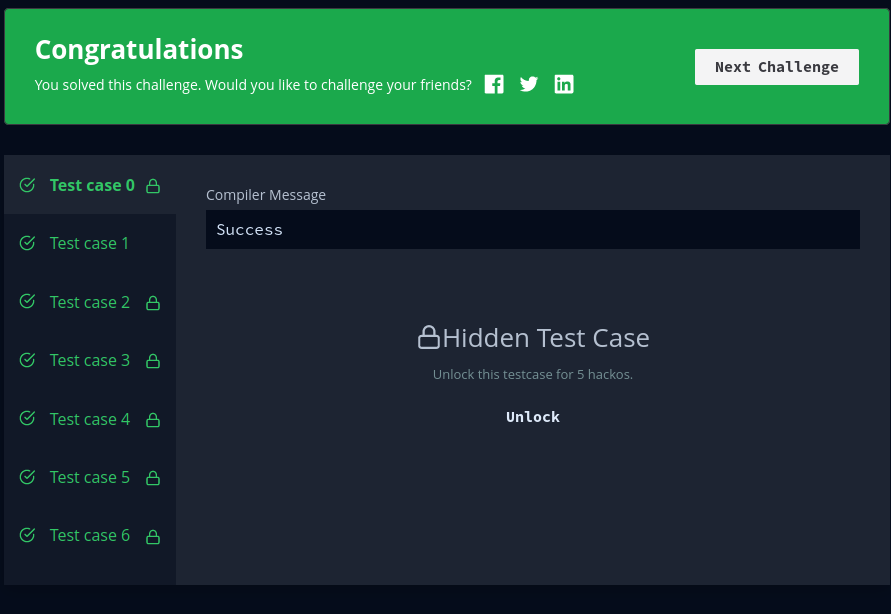 Congratulations
You solved this challenge. Would you like to challenge your friends?
Next Challenge
Test case 0
Test case 1
Test case 2
Test case 3
Test case 4
Test case 5
Test case 6
Compiler Message
Success
Hidden Test Case
Unlock this testcase for 5 hackos.
Unlock